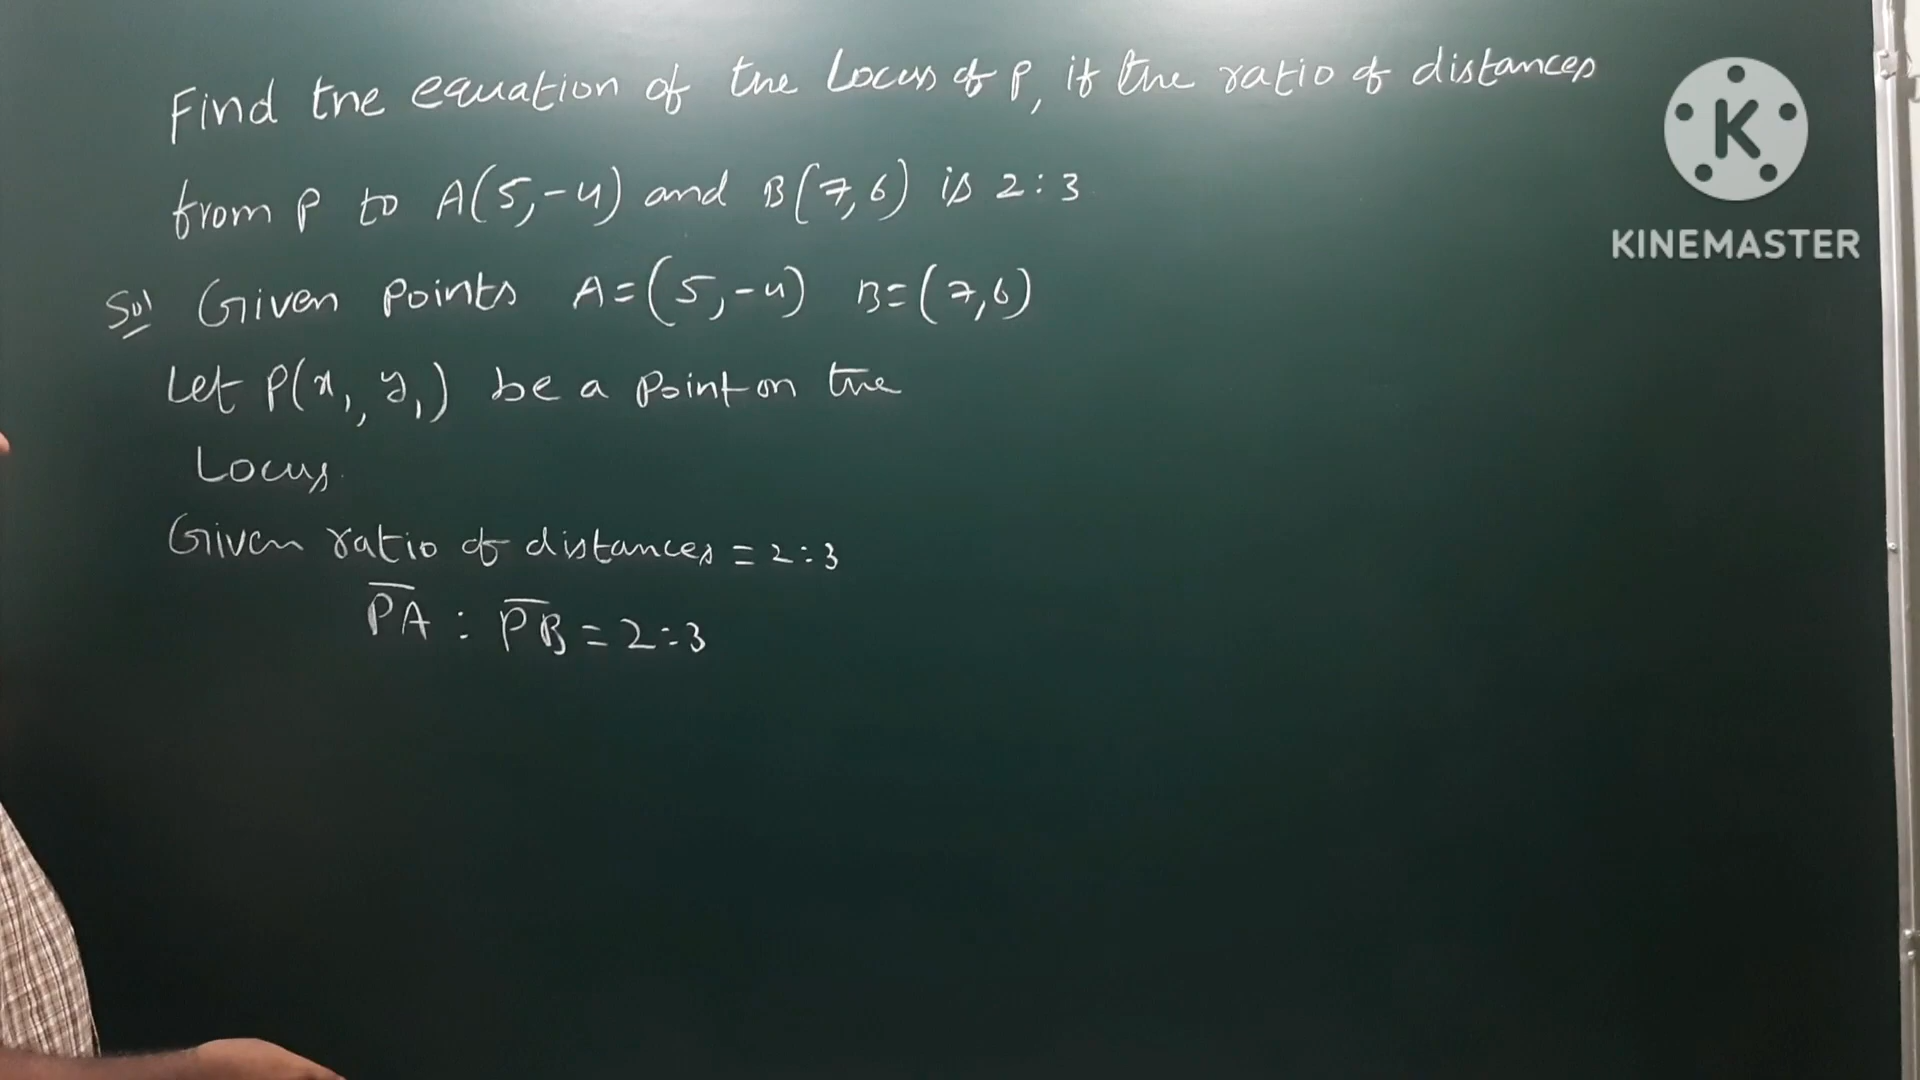 Find the equation of the Locus of P, if the ratio of distances
from P to A(5,-4) and B(7,6) is 2:3
K
KINEMASTER
Sol Given Points A=(5,-4) B=(7,6)
Let P(x₁, y₁) be a point on the
Locus.
Given ratio of distances = 2:3
P̅A̅ : P̅B̅ = 2:3